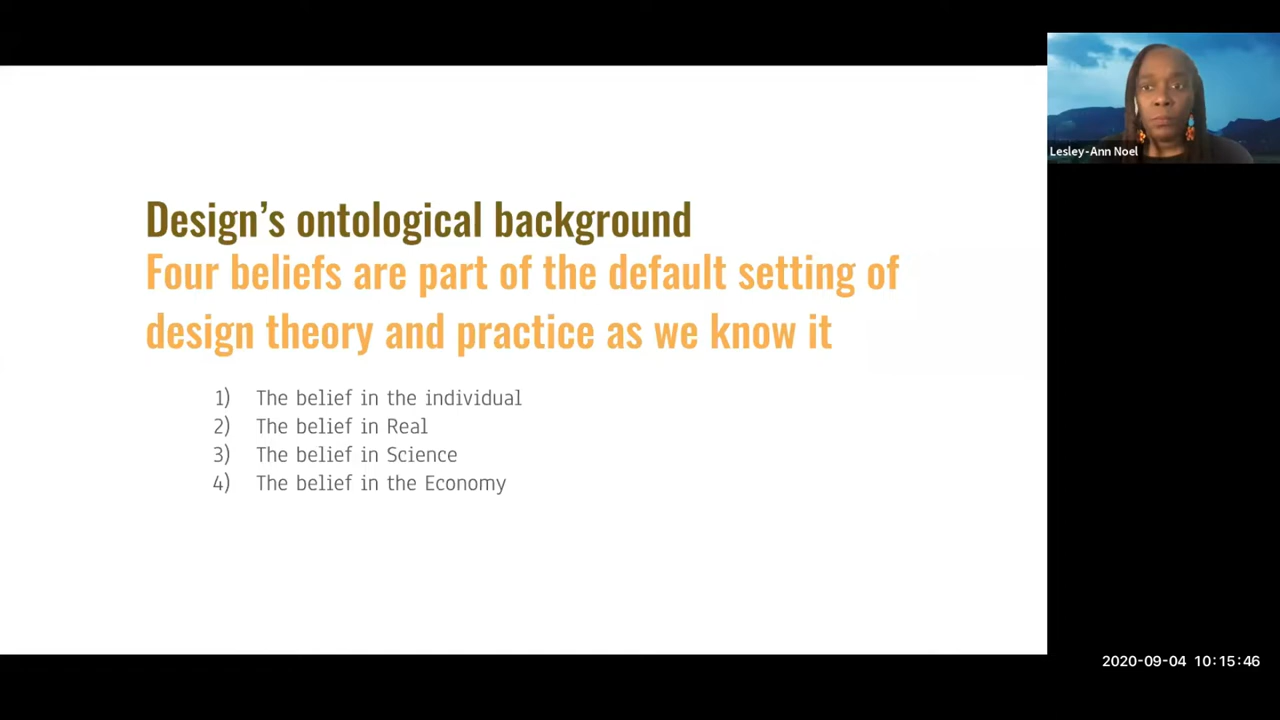 Design’s ontological background
Four beliefs are part of the default setting of
design theory and practice as we know it
1) The belief in the individual
2) The belief in Real
3) The belief in Science
4) The belief in the Economy
Lesley-Ann Noel
2020-09-04 10:15:46